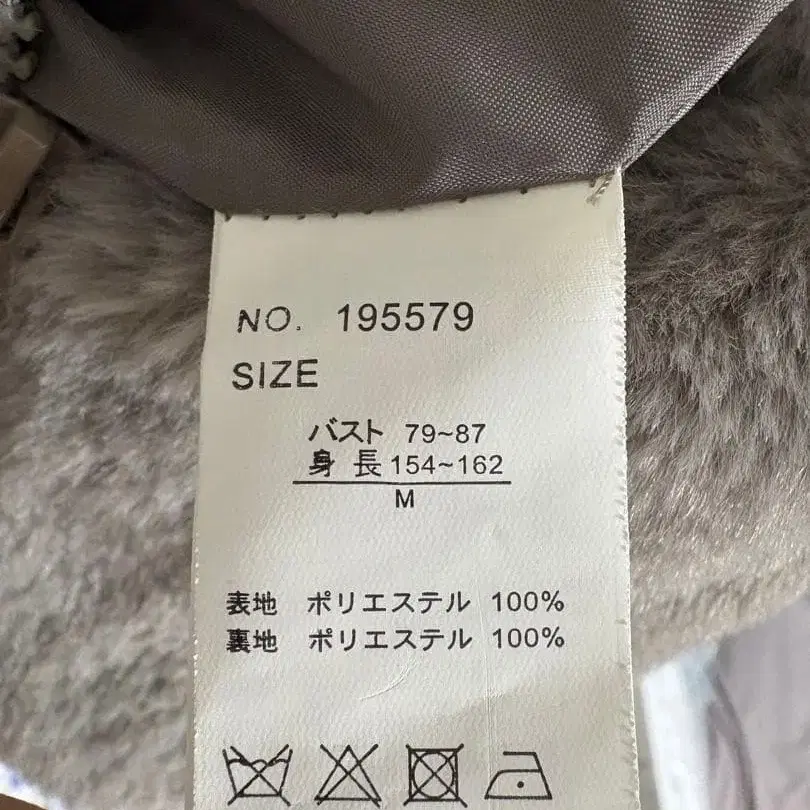 NO. 195579
SIZE
バスト 79~87
身 長 154~162
M
表地 ポリエステル 100%
裏地 ポリエステル 100%